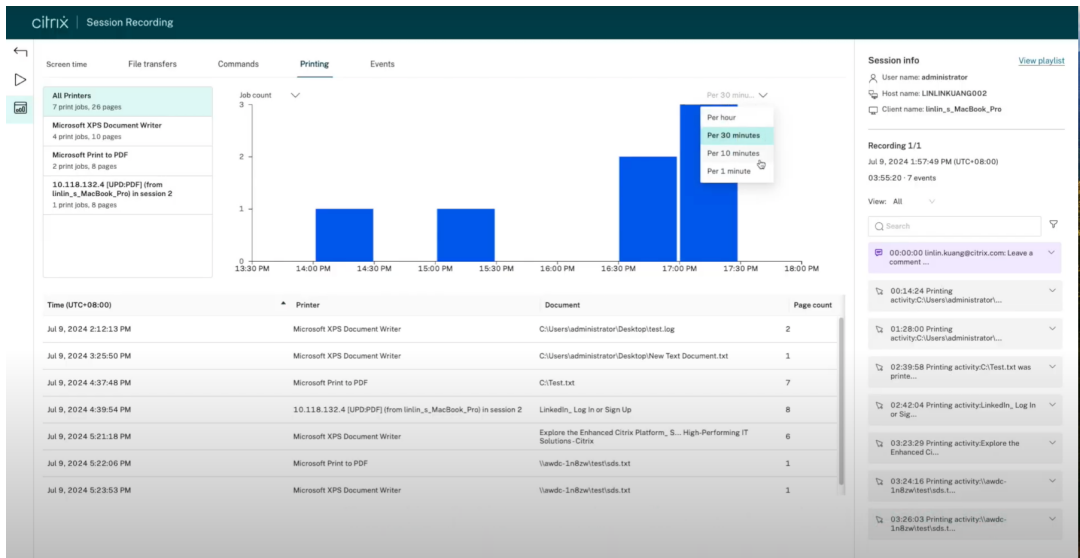 citrix | Session Recording
Screen time
File transfers
Commands
Printing
Events
All Printers
7 print jobs, 26 pages
Microsoft XPS Document Writer
4 print jobs, 10 pages
Microsoft Print to PDF
2 print jobs, 8 pages
10.118.132.4 [UPD:PDF] (from
linlin_s_MacBook_Pro) in session 2
1 print jobs, 8 pages
Job count
Per 30 minu...
Per hour
Per 30 minutes
Per 10 minutes
Per 1 minute
3
2
1
0
13:30 PM
14:00 PM
14:30 PM
15:00 PM
15:30 PM
16:00 PM
16:30 PM
17:00 PM
17:30 PM
18:00 PM
Time (UTC+08:00) Printer Document Page count
Jul 9, 2024 2:12:13 PM Microsoft XPS Document Writer C:\Users\administrator\Desktop\test.log 2
Jul 9, 2024 3:25:50 PM Microsoft XPS Document Writer C:\Users\administrator\Desktop\New Text Document.txt 1
Jul 9, 2024 4:37:48 PM Microsoft Print to PDF C:\Test.txt 7
Jul 9, 2024 4:39:54 PM 10.118.132.4 [UPD:PDF] (from linlin_s_MacBook_Pro) in session 2 LinkedIn_ Log In or Sign Up 8
Jul 9, 2024 5:21:18 PM Microsoft XPS Document Writer Explore the Enhanced Citrix Platform_ S... High-Performing IT 6
Solutions - Citrix
Jul 9, 2024 5:22:06 PM Microsoft Print to PDF \\awdc-1n8zw\test\sds.txt 1
Jul 9, 2024 5:23:53 PM Microsoft XPS Document Writer \\awdc-1n8zw\test\sds.txt 1
Session info View playlist
User name: administrator
Host name: LINLINKUANG002
Client name: linlin_s_MacBook_Pro
Recording 1/1
Jul 9, 2024 1:57:49 PM (UTC+08:00)
03:55:20 · 7 events
View: All
Search
00:00:00 linlin.kuang@citrix.com: Leave a
comment ...
00:14:24 Printing
activity:C:\Users\administrator\...
01:28:00 Printing
activity:C:\Users\administrator\...
02:39:58 Printing activity:C:\Test.txt was
printe...
02:42:04 Printing activity:LinkedIn_ Log In
or Sig...
03:23:29 Printing activity:Explore the
Enhanced Ci...
03:24:16 Printing activity:\\awdc-
1n8zw\test\sds.t...
03:26:03 Printing activity:\\awdc-
1n8zw\test\sds.t...